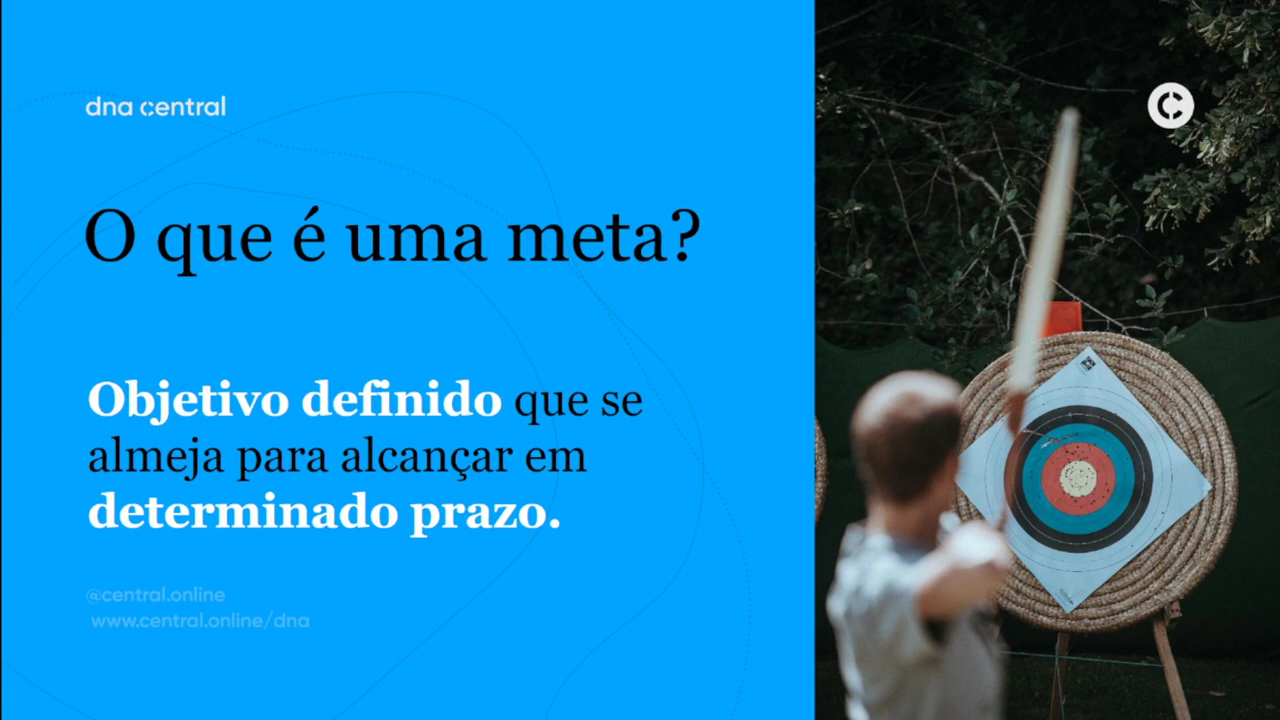 dna central
O que é uma meta?
Objetivo definido que se
almeja para alcançar em
determinado prazo.
@central.online
www.central.online/dna